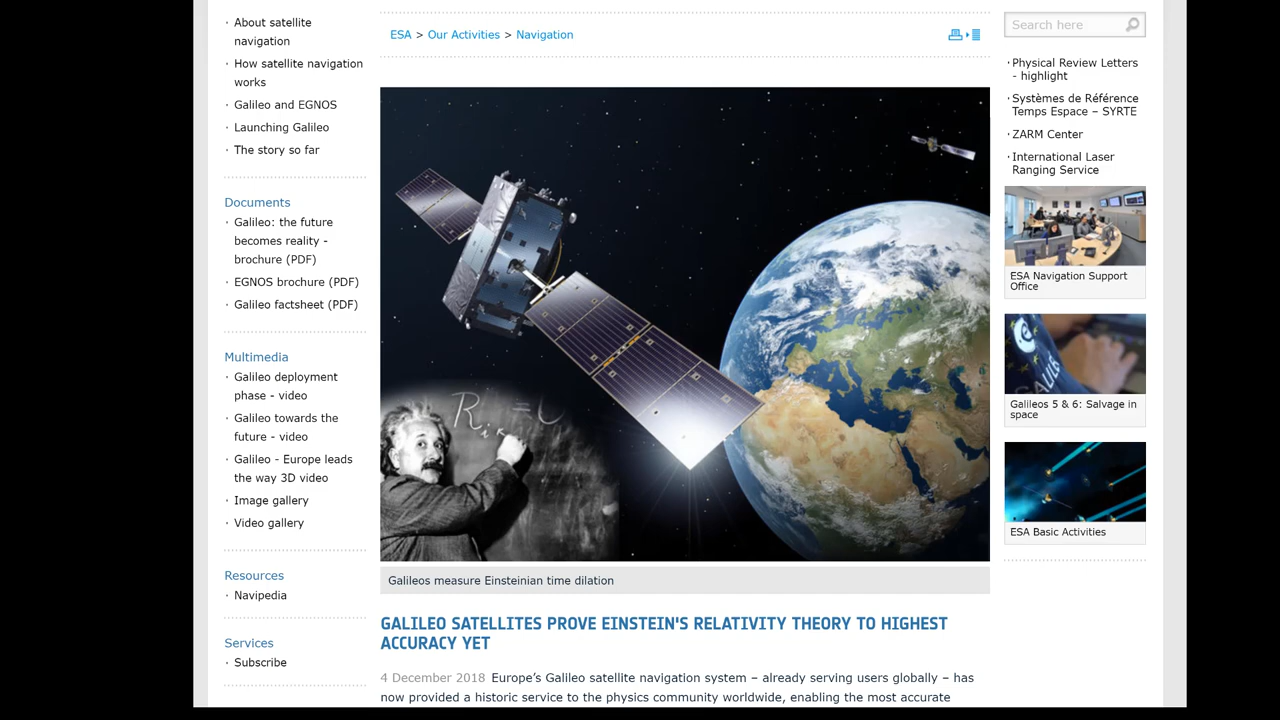 About satellite
navigation
How satellite navigation
works
Galileo and EGNOS
Launching Galileo
The story so far
Documents
Galileo: the future
becomes reality -
brochure (PDF)
EGNOS brochure (PDF)
Galileo factsheet (PDF)
Multimedia
Galileo deployment
phase - video
Galileo towards the
future - video
Galileo - Europe leads
the way 3D video
Image gallery
Video gallery
Resources
Navipedia
Services
Subscribe
ESA > Our Activities > Navigation
Galileos measure Einsteinian time dilation
GALILEO SATELLITES PROVE EINSTEIN'S RELATIVITY THEORY TO HIGHEST
ACCURACY YET
4 December 2018 Europe’s Galileo satellite navigation system – already serving users globally – has
now provided a historic service to the physics community worldwide, enabling the most accurate
Search here
Physical Review Letters
- highlight
Systèmes de Référence
Temps Espace – SYRTE
ZARM Center
International Laser
Ranging Service
ESA Navigation Support
Office
Galileos 5 & 6: Salvage in
space
ESA Basic Activities